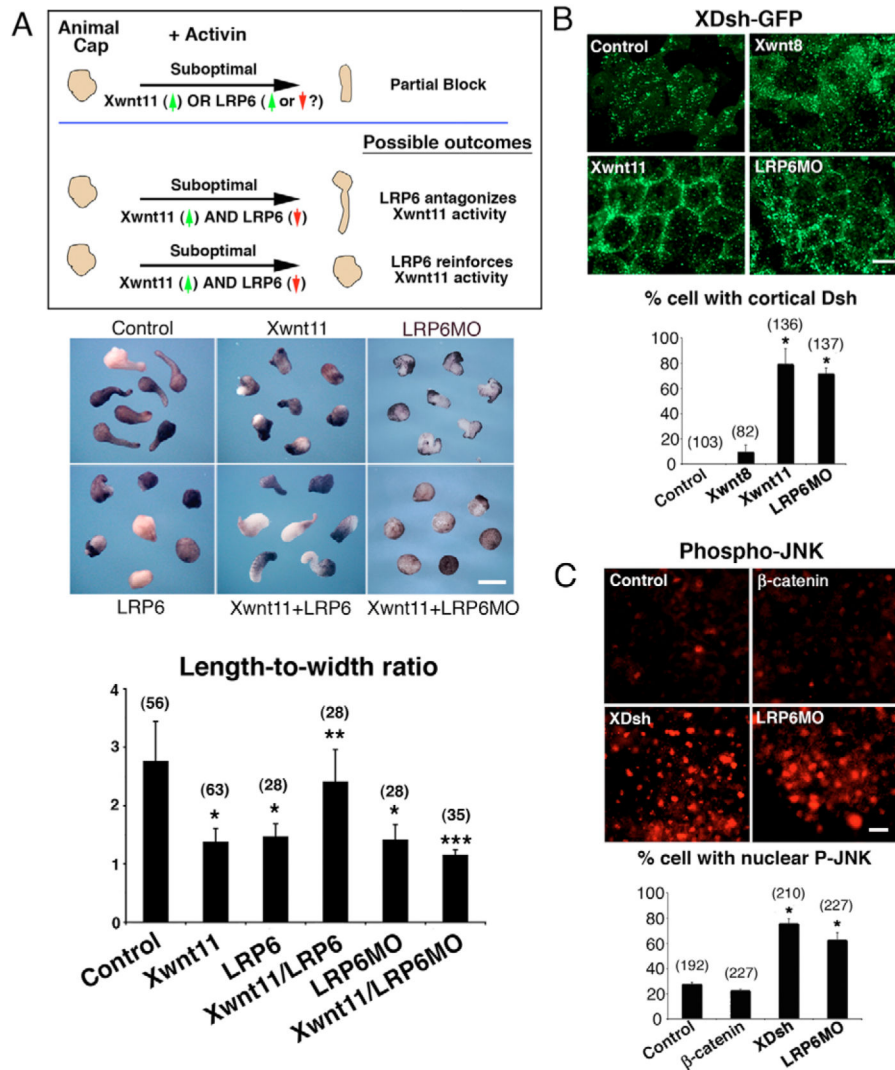 A
Animal
Cap
+ Activin
Suboptimal
Xwnt11 (↑) OR LRP6 (↑ or ↓?)
Partial Block
Possible outcomes
Suboptimal
Xwnt11 (↑) AND LRP6 (↓)
LRP6 antagonizes
Xwnt11 activity
Suboptimal
Xwnt11 (↑) AND LRP6 (↓)
LRP6 reinforces
Xwnt11 activity
Control
Xwnt11
LRP6MO
LRP6
Xwnt11+LRP6
Xwnt11+LRP6MO
Length-to-width ratio
4
3
2
1
0
(56)
(63)
*
(28)
*
(28)
**
(28)
*
(35)
***
Control
Xwnt11
LRP6
Xwnt11/LRP6
LRP6MO
Xwnt11/LRP6MO
B
XDsh-GFP
Control
Xwnt8
Xwnt11
LRP6MO
% cell with cortical Dsh
100
80
60
40
20
0
(103)
(82)
(136)
*
(137)
*
Control
Xwnt8
Xwnt11
LRP6MO
C
Phospho-JNK
Control
β-catenin
XDsh
LRP6MO
% cell with nuclear P-JNK
100
80
60
40
20
0
(192)
(227)
(210)
*
(227)
*
Control
β-catenin
XDsh
LRP6MO